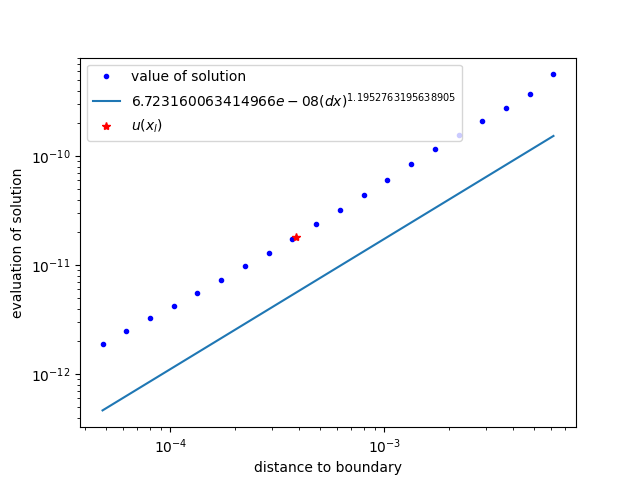 value of solution
6.723160063414966e − 08(dx)^1.1952763195638905
u(x_l)
evaluation of solution
10^−10
10^−11
10^−12
10^−4
10^−3
distance to boundary